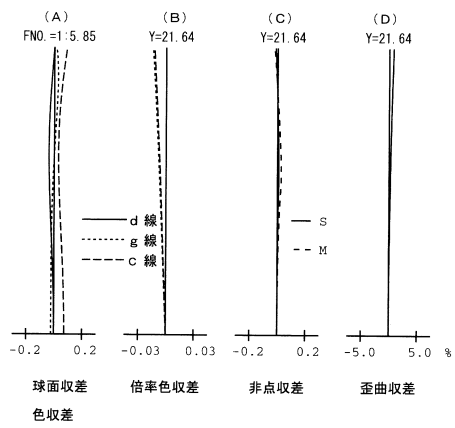 (A) (B) (C) (D)
FNO.=1:5.85 Y=21.64 Y=21.64 Y=21.64
d 線
g 線
c 線
S
M
-0.2 0.2 -0.03 0.03 -0.2 0.2 -5.0 5.0 %
球面収差 倍率色収差 非点収差 歪曲収差
色収差